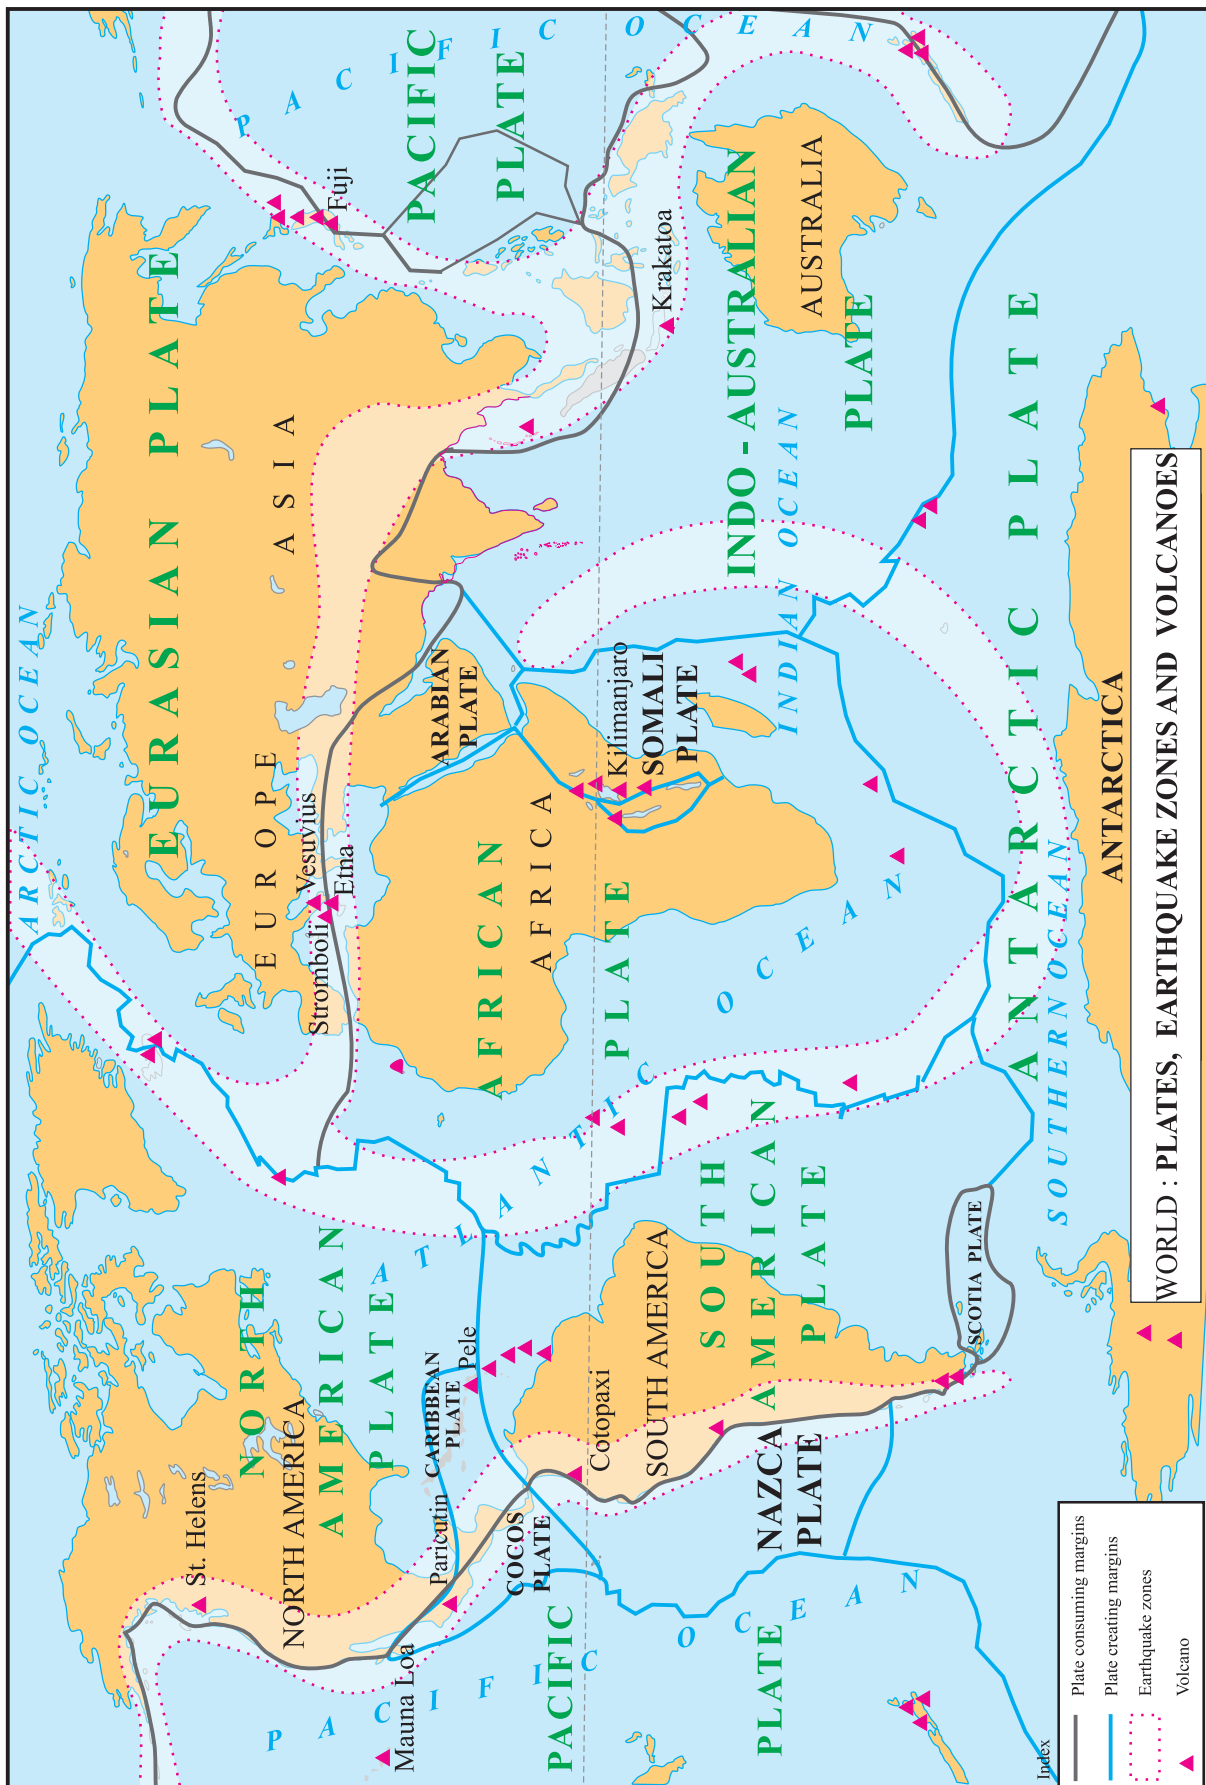 WORLD : PLATES, EARTHQUAKE ZONES AND VOLCANOES
ARCTIC OCEAN
EURASIAN PLATE
EUROPE
ASIA
Vesuvius
Stromboli
Etna
Fuji
PACIFIC OCEAN
PACIFIC
PLATE
NORTH
AMERICAN
PLATE
NORTH AMERICA
St. Helens
Mauna Loa
Paricutin
CARIBBEAN
PLATE
Pele
COCOS
PLATE
ATLANTIC OCEAN
AFRICAN
PLATE
AFRICA
ARABIAN
PLATE
Kilimanjaro
SOMALI
PLATE
Krakatoa
INDO - AUSTRALIAN
PLATE
AUSTRALIA
INDIAN OCEAN
INDIAN
PACIFIC
PLATE
PACIFIC OCEAN
Cotopaxi
SOUTH AMERICA
SOUTH
AMERICAN
PLATE
NAZCA
PLATE
SCOTIA PLATE
ANTARCTIC PLATE
SOUTHERN OCEAN
ANTARCTICA
Index
Plate consuming margins
Plate creating margins
Earthquake zones
Volcano